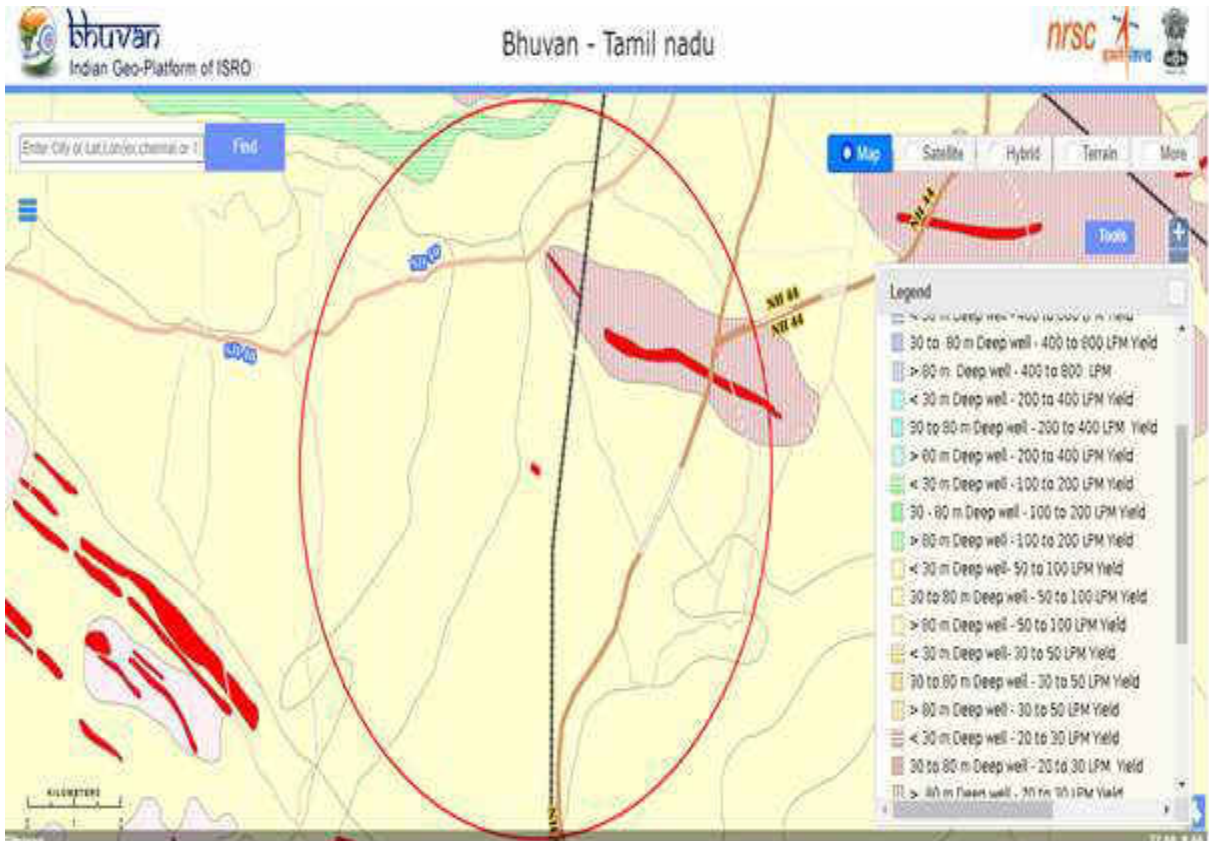 bhuvan
Indian Geo-Platform of ISRO
Bhuvan - Tamil nadu
nrsc
Find
Map
Satellite
Hybrid
Terrain
More
Tools
+
NH 44
NH 44
NH 44
Legend
30 to 80 m Deep well - 400 to 800 LPM Yield
> 80 m Deep well - 400 to 800 LPM
< 30 m Deep well - 200 to 400 LPM Yield
30 to 80 m Deep well - 200 to 400 LPM Yield
> 80 m Deep well - 200 to 400 LPM Yield
< 30 m Deep well - 100 to 200 LPM Yield
30 - 80 m Deep well - 100 to 200 LPM Yield
> 80 m Deep well - 100 to 200 LPM Yield
< 30 m Deep well- 50 to 100 LPM Yield
30 to 80 m Deep well - 50 to 100 LPM Yield
> 80 m Deep well - 50 to 100 LPM Yield
< 30 m Deep well- 30 to 50 LPM Yield
30 to 80 m Deep well - 30 to 50 LPM Yield
> 80 m Deep well - 30 to 50 LPM Yield
< 30 m Deep well - 20 to 30 LPM Yield
30 to 80 m Deep well - 20 to 30 LPM Yield
KILOMETERS